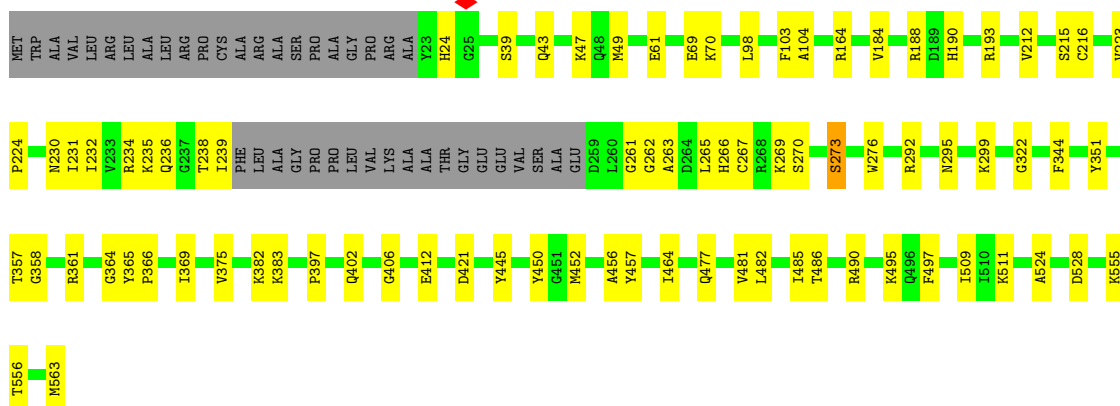 MET TRP ALA VAL LEU LEU ARG LEU ALA LEU ARG PRO CYS ALA ARG ALA SER PRO ALA GLY PRO ARG ALA Y23 H24 G25 S39 Q43 K47 Q48 M49 E61 E69 K70 L98 F103 A104 R164 V184 R188 D189 H190 R193 V212 S215 C216
P224 N230 I231 I232 V233 R234 K235 Q236 G237 T238 I239 PHE LEU ALA GLY PRO PRO LEU VAL LYS ALA ALA THR GLY GLU GLU VAL SER ALA GLU D259 L260 G261 G262 A263 D264 L265 H266 C267 R268 K269 S270 S273 W276 R292 N295 K299 G322 F344 Y351
T357 G358 R361 G364 Y365 P366 I369 V375 K382 K383 P397 Q402 G406 E412 D421 Y445 Y450 G451 M452 A456 Y457 I464 Q477 V481 L482 I485 T486 R490 K495 Q496 F497 I509 I510 K511 A524 D528 K555
T556 M563